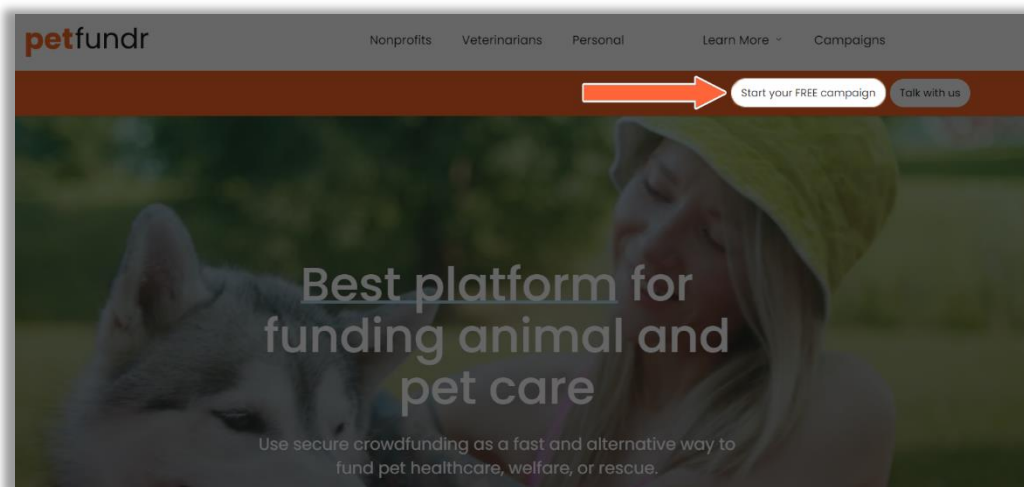 petfundr
Nonprofits Veterinarians Personal Learn More Campaigns
Start your FREE campaign Talk with us
Best platform for
funding animal and
pet care
Use secure crowdfunding as a fast and alternative way to
fund pet healthcare, welfare, or rescue.